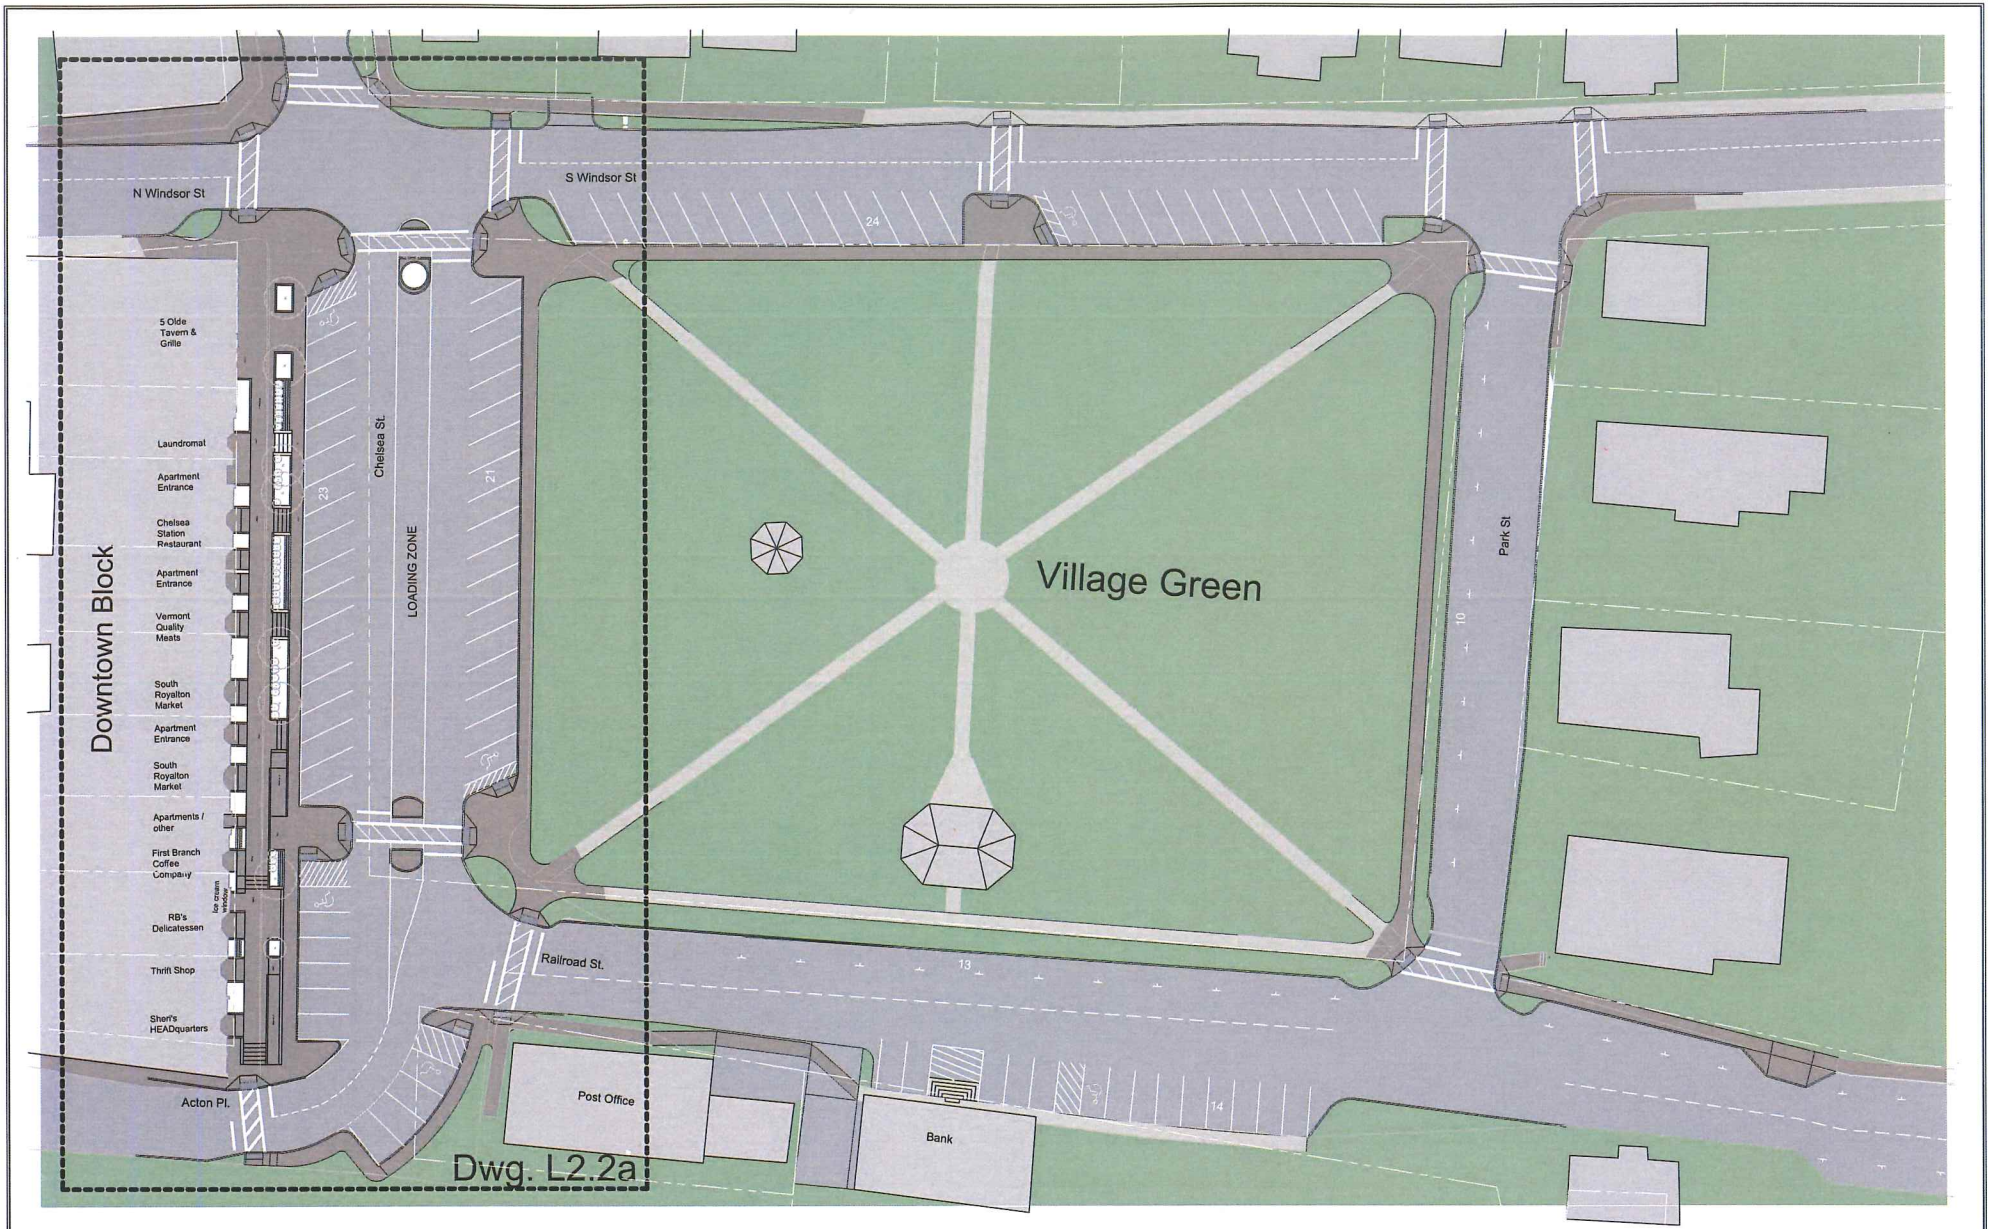 N Windsor St
S Windsor St
24
5 Olde
Tavern &
Grille
Chelsea St.
23
21
LOADING ZONE
Laundromat
Apartment
Entrance
Chelsea
Station
Restaurant
Apartment
Entrance
Vermont
Quality
Meats
South
Royalton
Market
Apartment
Entrance
South
Royalton
Market
Apartments /
other
First Branch
Coffee
Company
Ice cream
window
RB's
Delicatessen
Thrift Shop
Sheri's
HEADquarters
Downtown Block
Village Green
Park St
10
Railroad St.
13
Acton Pl.
Post Office
Bank
14
Dwg. L2.2a